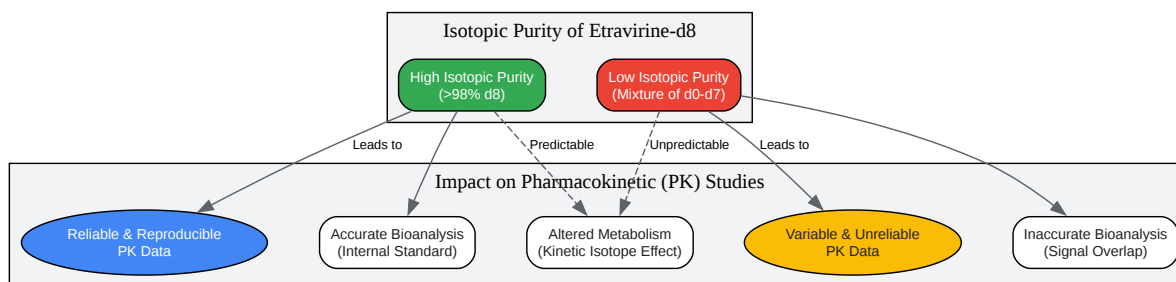 Isotopic Purity of Etravirine-d8
High Isotopic Purity
(>98% d8)
Low Isotopic Purity
(Mixture of d0-d7)
Leads to
Predictable
Unpredictable
Leads to
Impact on Pharmacokinetic (PK) Studies
Reliable & Reproducible
PK Data
Accurate Bioanalysis
(Internal Standard)
Altered Metabolism
(Kinetic Isotope Effect)
Variable & Unreliable
PK Data
Inaccurate Bioanalysis
(Signal Overlap)